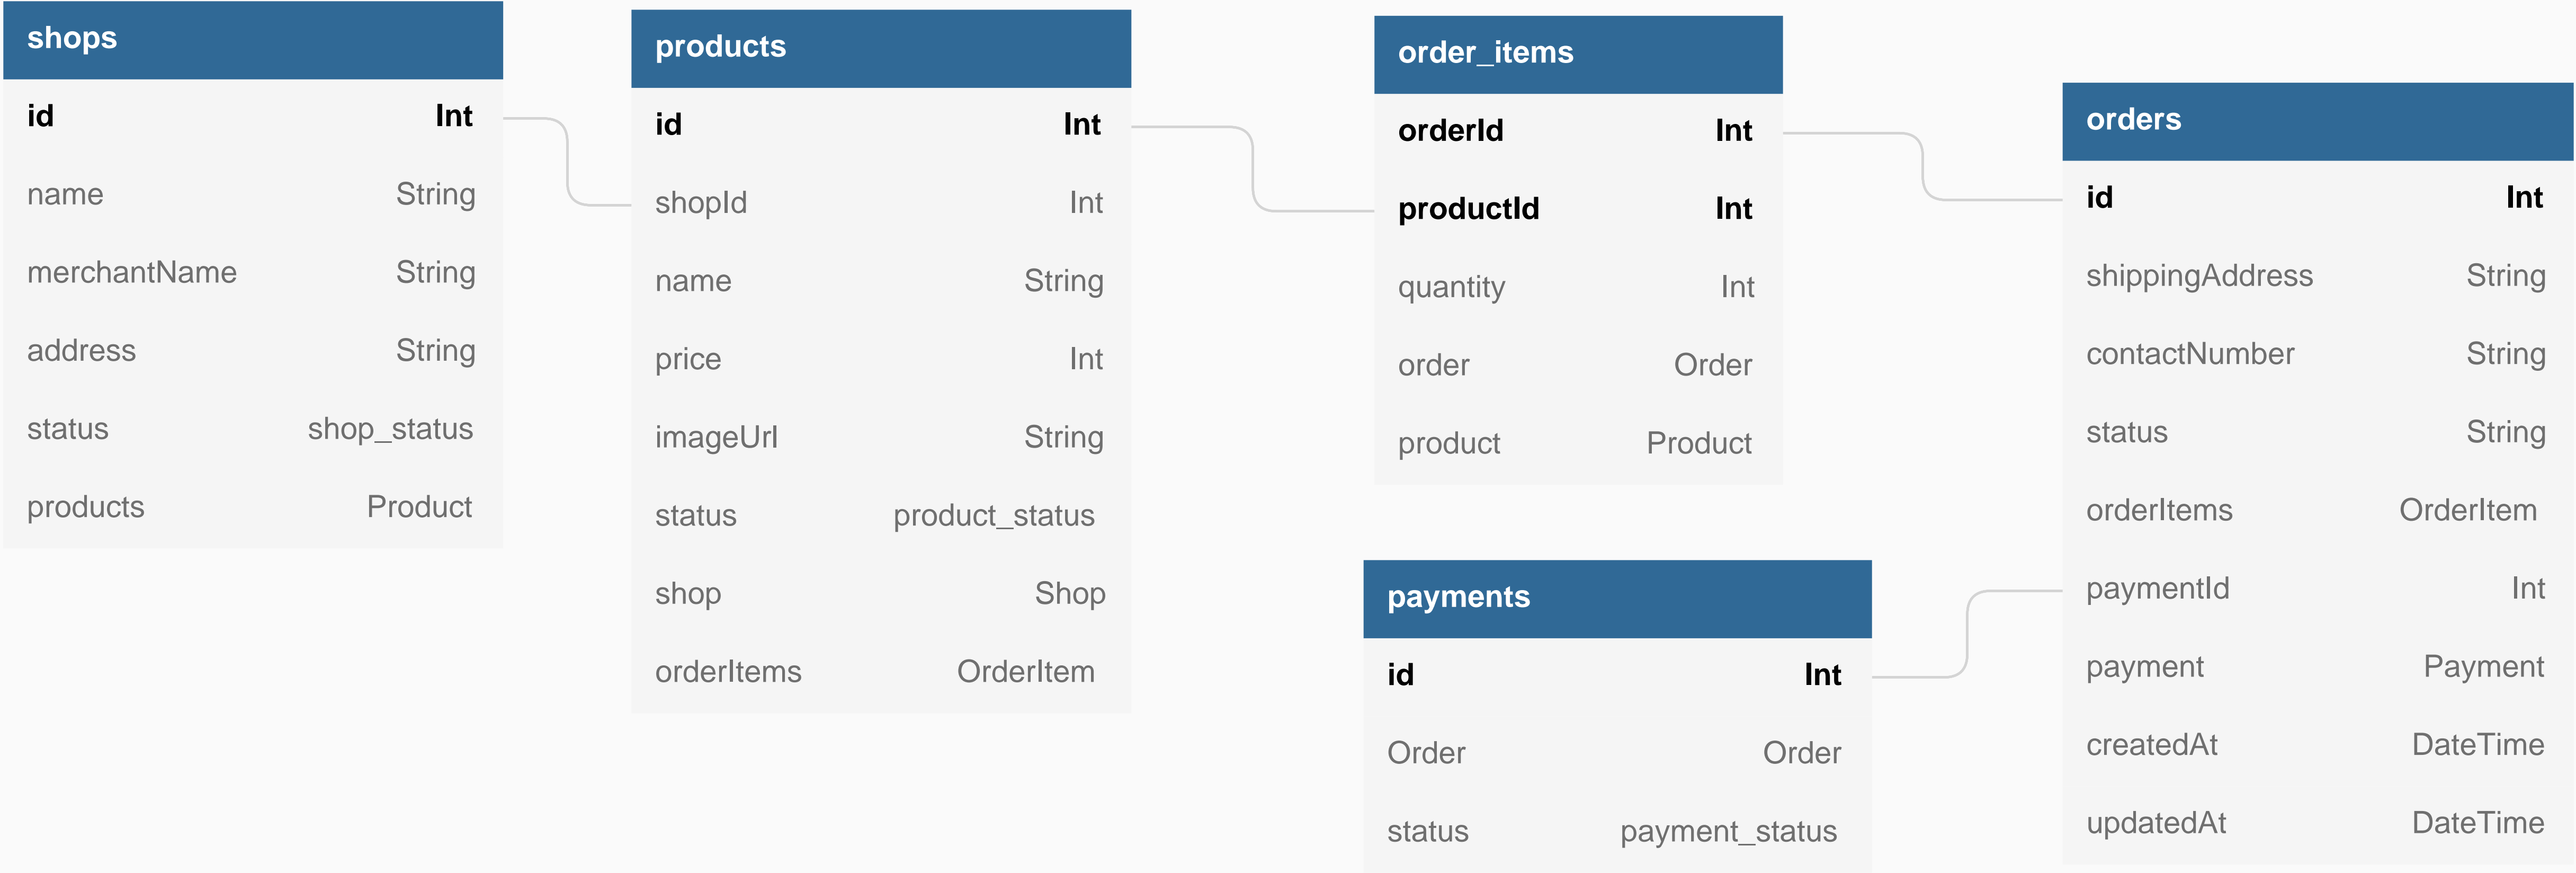 shops
id Int
name String
merchantName String
address String
status shop_status
products Product
products
id Int
shopId Int
name String
price Int
imageUrl String
status product_status
shop Shop
orderItems OrderItem
order_items
orderId Int
productId Int
quantity Int
order Order
product Product
payments
id Int
Order Order
status payment_status
orders
id Int
shippingAddress String
contactNumber String
status String
orderItems OrderItem
paymentId Int
payment Payment
createdAt DateTime
updatedAt DateTime